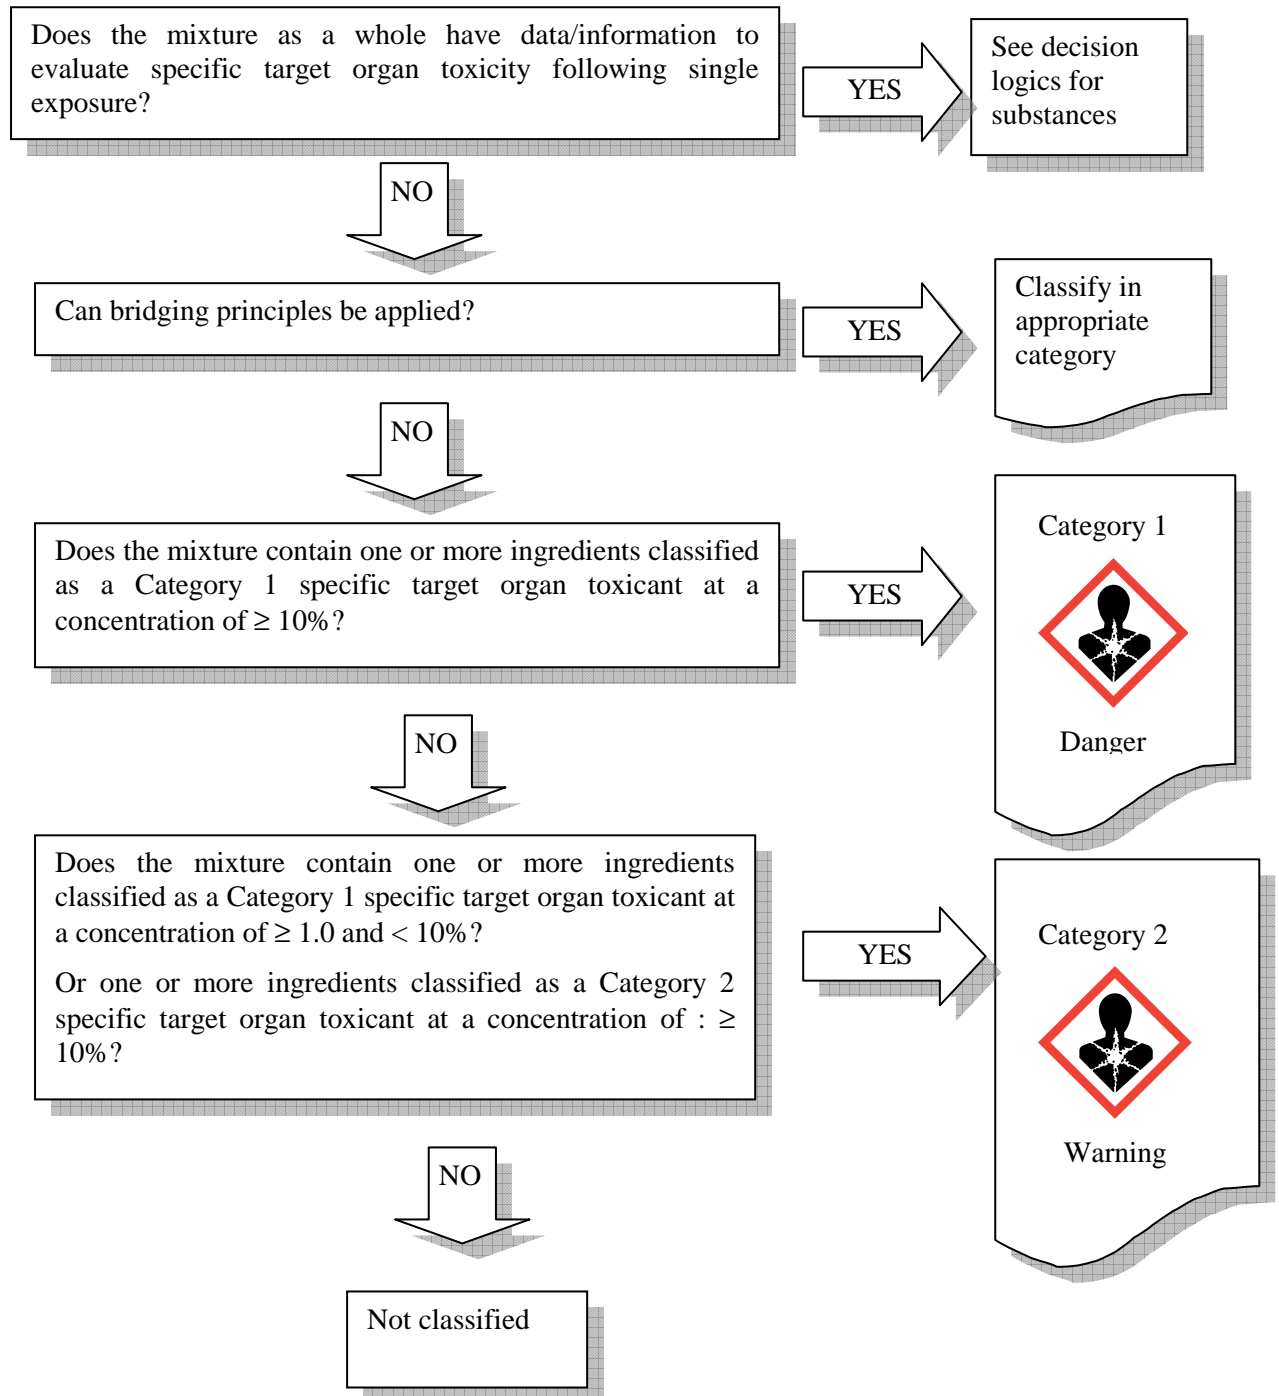 Does the mixture as a whole have data/information to
evaluate specific target organ toxicity following single
exposure?
YES
See decision
logics for
substances
NO
Can bridging principles be applied?
YES
Classify in
appropriate
category
NO
Does the mixture contain one or more ingredients classified
as a Category 1 specific target organ toxicant at a
concentration of ≥ 10%?
YES
Category 1
Danger
NO
Does the mixture contain one or more ingredients
classified as a Category 1 specific target organ toxicant at
a concentration of ≥ 1.0 and < 10%?
Or one or more ingredients classified as a Category 2
specific target organ toxicant at a concentration of : ≥
10%?
YES
Category 2
Warning
NO
Not classified